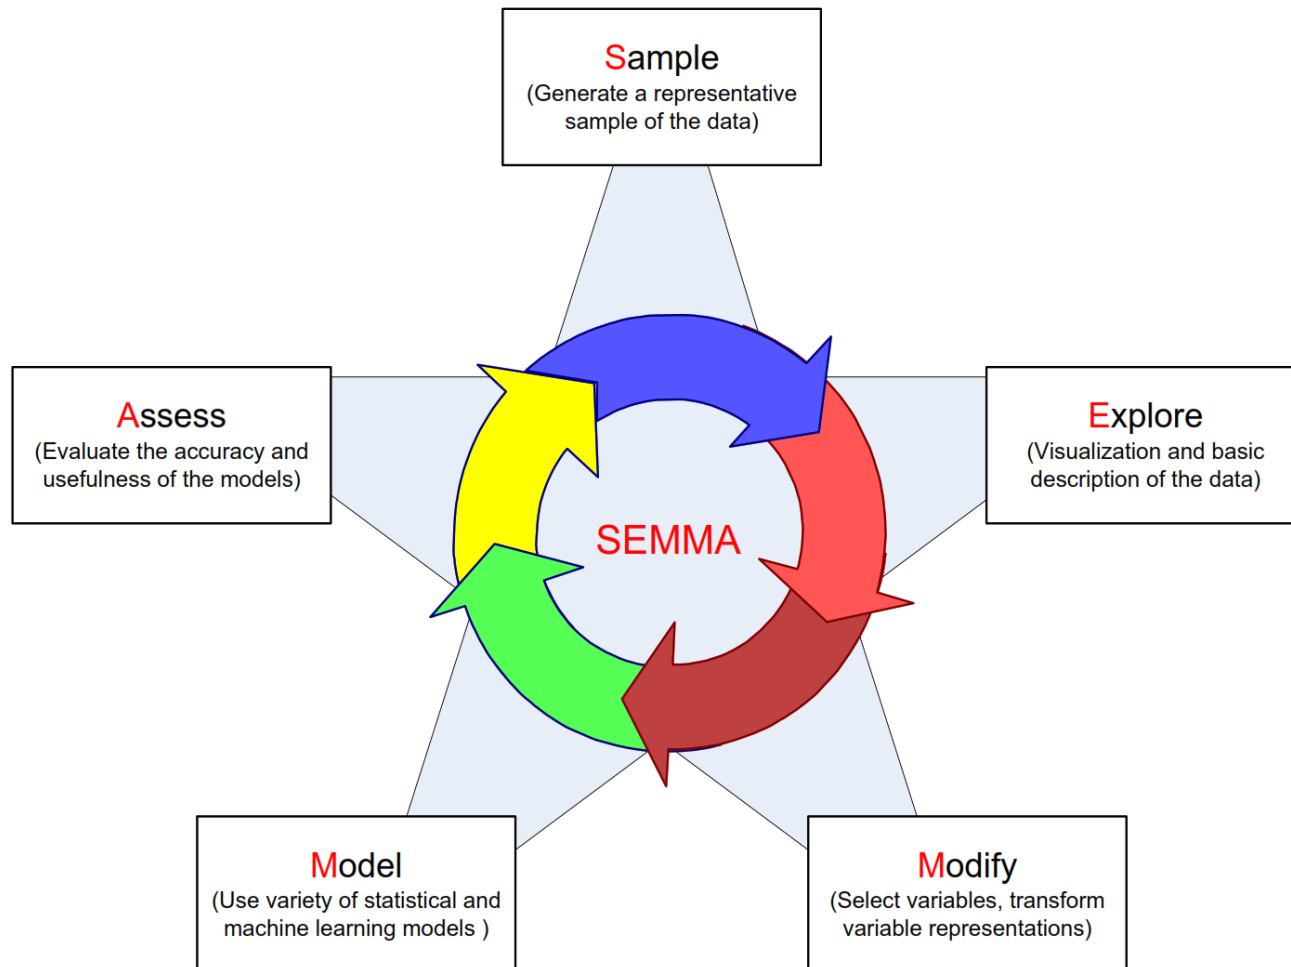 Sample
(Generate a representative
sample of the data)
Assess
(Evaluate the accuracy and
usefulness of the models)
Explore
(Visualization and basic
description of the data)
SEMMA
Model
(Use variety of statistical and
machine learning models )
Modify
(Select variables, transform
variable representations)